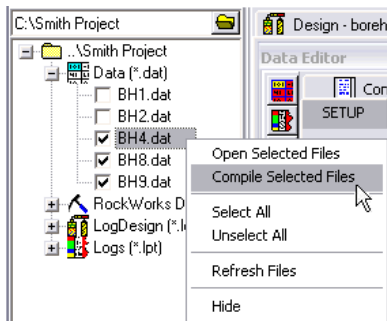 C:\Smith Project
Design - boreh
..\Smith Project
Data Editor
Data (*.dat)
BH1.dat
SETUP
BH2.dat
BH4.dat
Open Selected Files
BH8.dat
Compile Selected Files
BH9.dat
RockWorks D
Select All
LogDesign (*.l
Unselect All
Logs (*.lpt)
Refresh Files
Hide